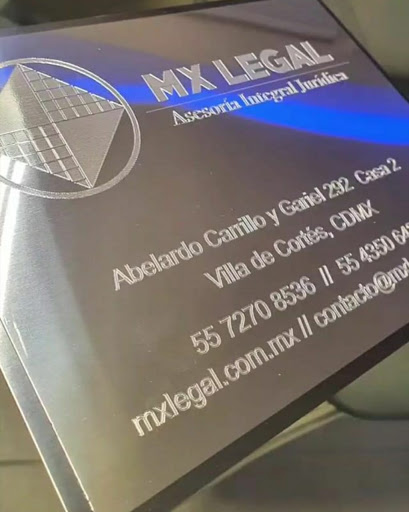 MX LEGAL
Asesoría Integral Jurídica
Abelardo Carrillo y Gariel 292 Casa 2
Villa de Cortés, CDMX
55 7270 8536 // 55 4350
mxlegal.com.mx //